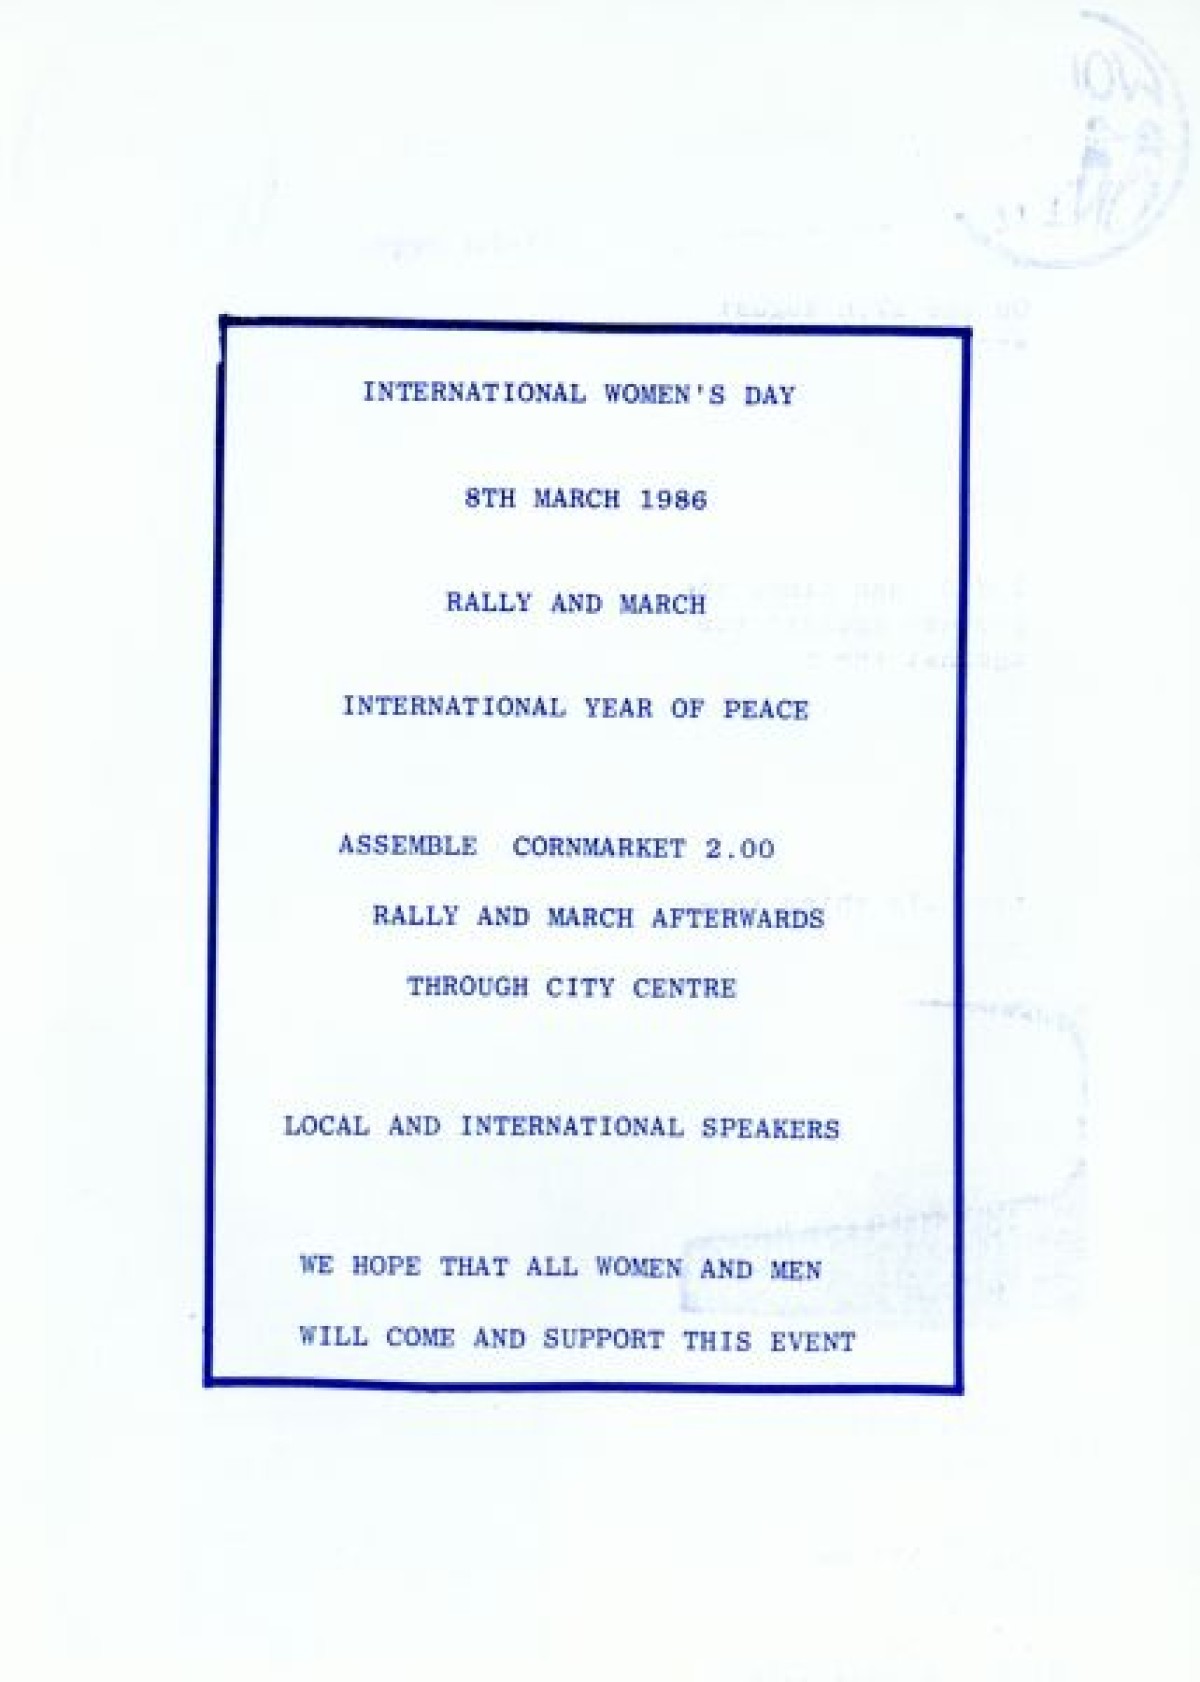 INTERNATIONAL WOMEN'S DAY
8TH MARCH 1986
RALLY AND MARCH
INTERNATIONAL YEAR OF PEACE
ASSEMBLE CORNMARKET 2.00
RALLY AND MARCH AFTERWARDS
THROUGH CITY CENTRE
LOCAL AND INTERNATIONAL SPEAKERS
WE HOPE THAT ALL WOMEN AND MEN
WILL COME AND SUPPORT THIS EVENT